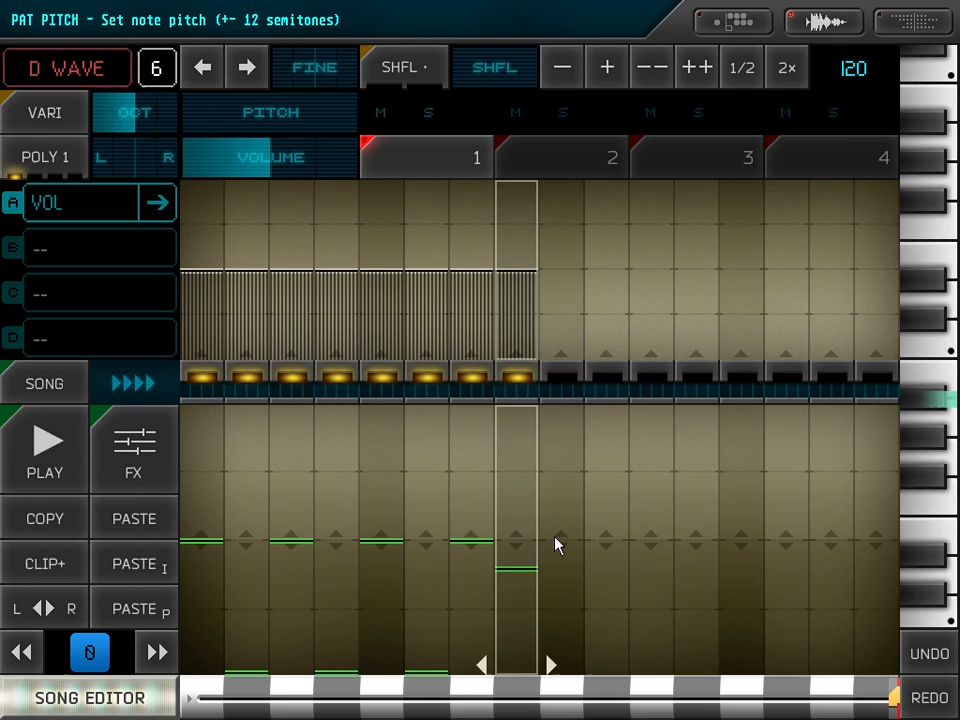 PAT PITCH - Set note pitch (+- 12 semitones)
D WAVE 6 FINE SHFL · SHFL — + —— ++ 1/2 2× 120
VARI OCT PITCH M S M S M S M S
POLY 1 L R VOLUME 1 2 3 4
A VOL
B --
C --
D --
SONG
PLAY FX
COPY PASTE
CLIP+ PASTE I
L R PASTE P
0 UNDO
SONG EDITOR REDO